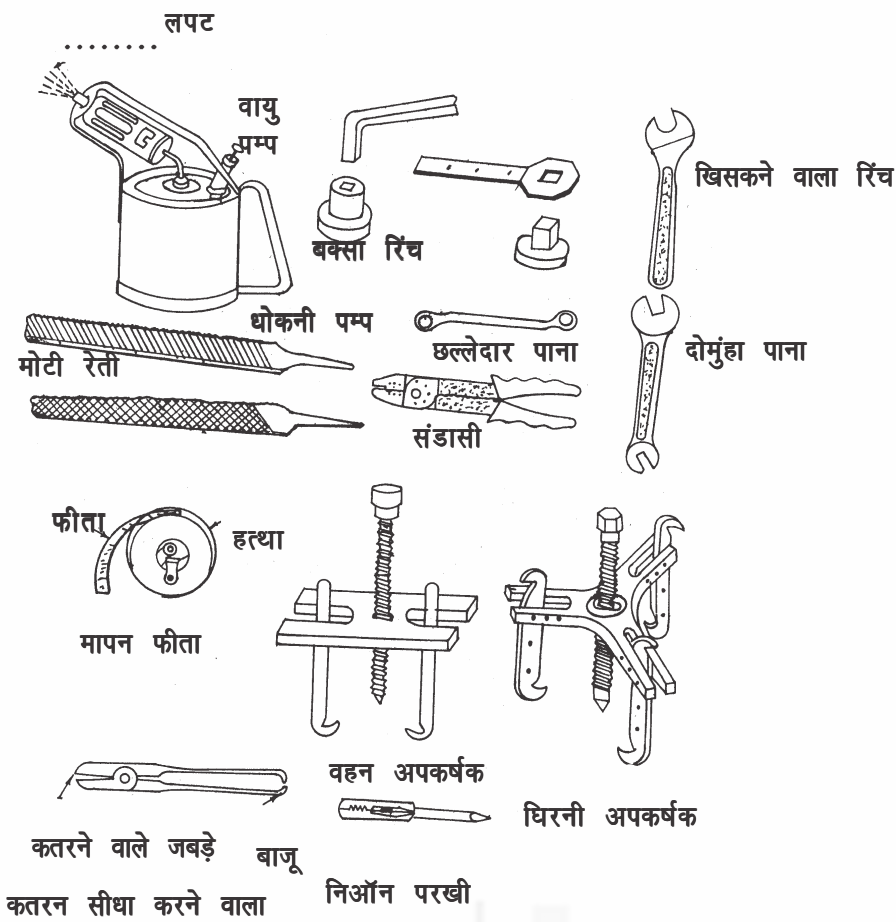 लपट
वायु
पम्प
खिसकने वाला रिंच
बक्सा रिंच
धोकनी पम्प
छल्लेदार पाना
दोमुंहा पाना
मोटी रेती
संडासी
फीता
हत्था
मापन फीता
वहन अपकर्षक
घिरनी अपकर्षक
कतरने वाले जबड़े
बाजू
निऑन परखी
कतरन सीधा करने वाला